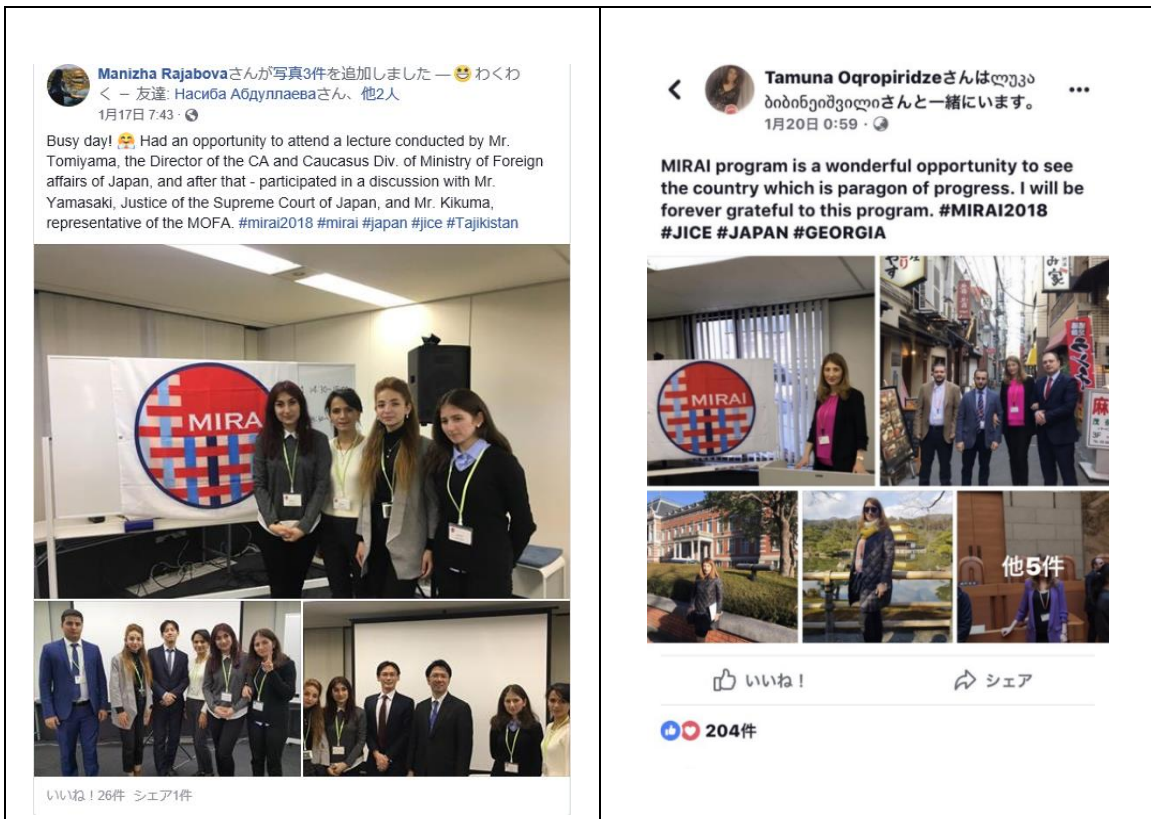 Manizha Rajabovaさんが写真3件を追加しました — わくわ
く – 友達: Насиба Абдуллаеваさん、他2人
1月17日 7:43 ·
Busy day! Had an opportunity to attend a lecture conducted by Mr.
Tomiyama, the Director of the CA and Caucasus Div. of Ministry of Foreign
affairs of Japan, and after that - participated in a discussion with Mr.
Yamasaki, Justice of the Supreme Court of Japan, and Mr. Kikuma,
representative of the MOFA. #mirai2018 #mirai #japan #jice #Tajikistan
MIRA
いいね！26件 シェア1件
Tamuna Oqropiridzeさんはლუკა
ბიბინეიშვილიさんと一緒にいます。
1月20日 0:59 ·
MIRAI program is a wonderful opportunity to see
the country which is paragon of progress. I will be
forever grateful to this program. #MIRAI2018
#JICE #JAPAN #GEORGIA
MIRAI
他5件
いいね！ シェア
204件